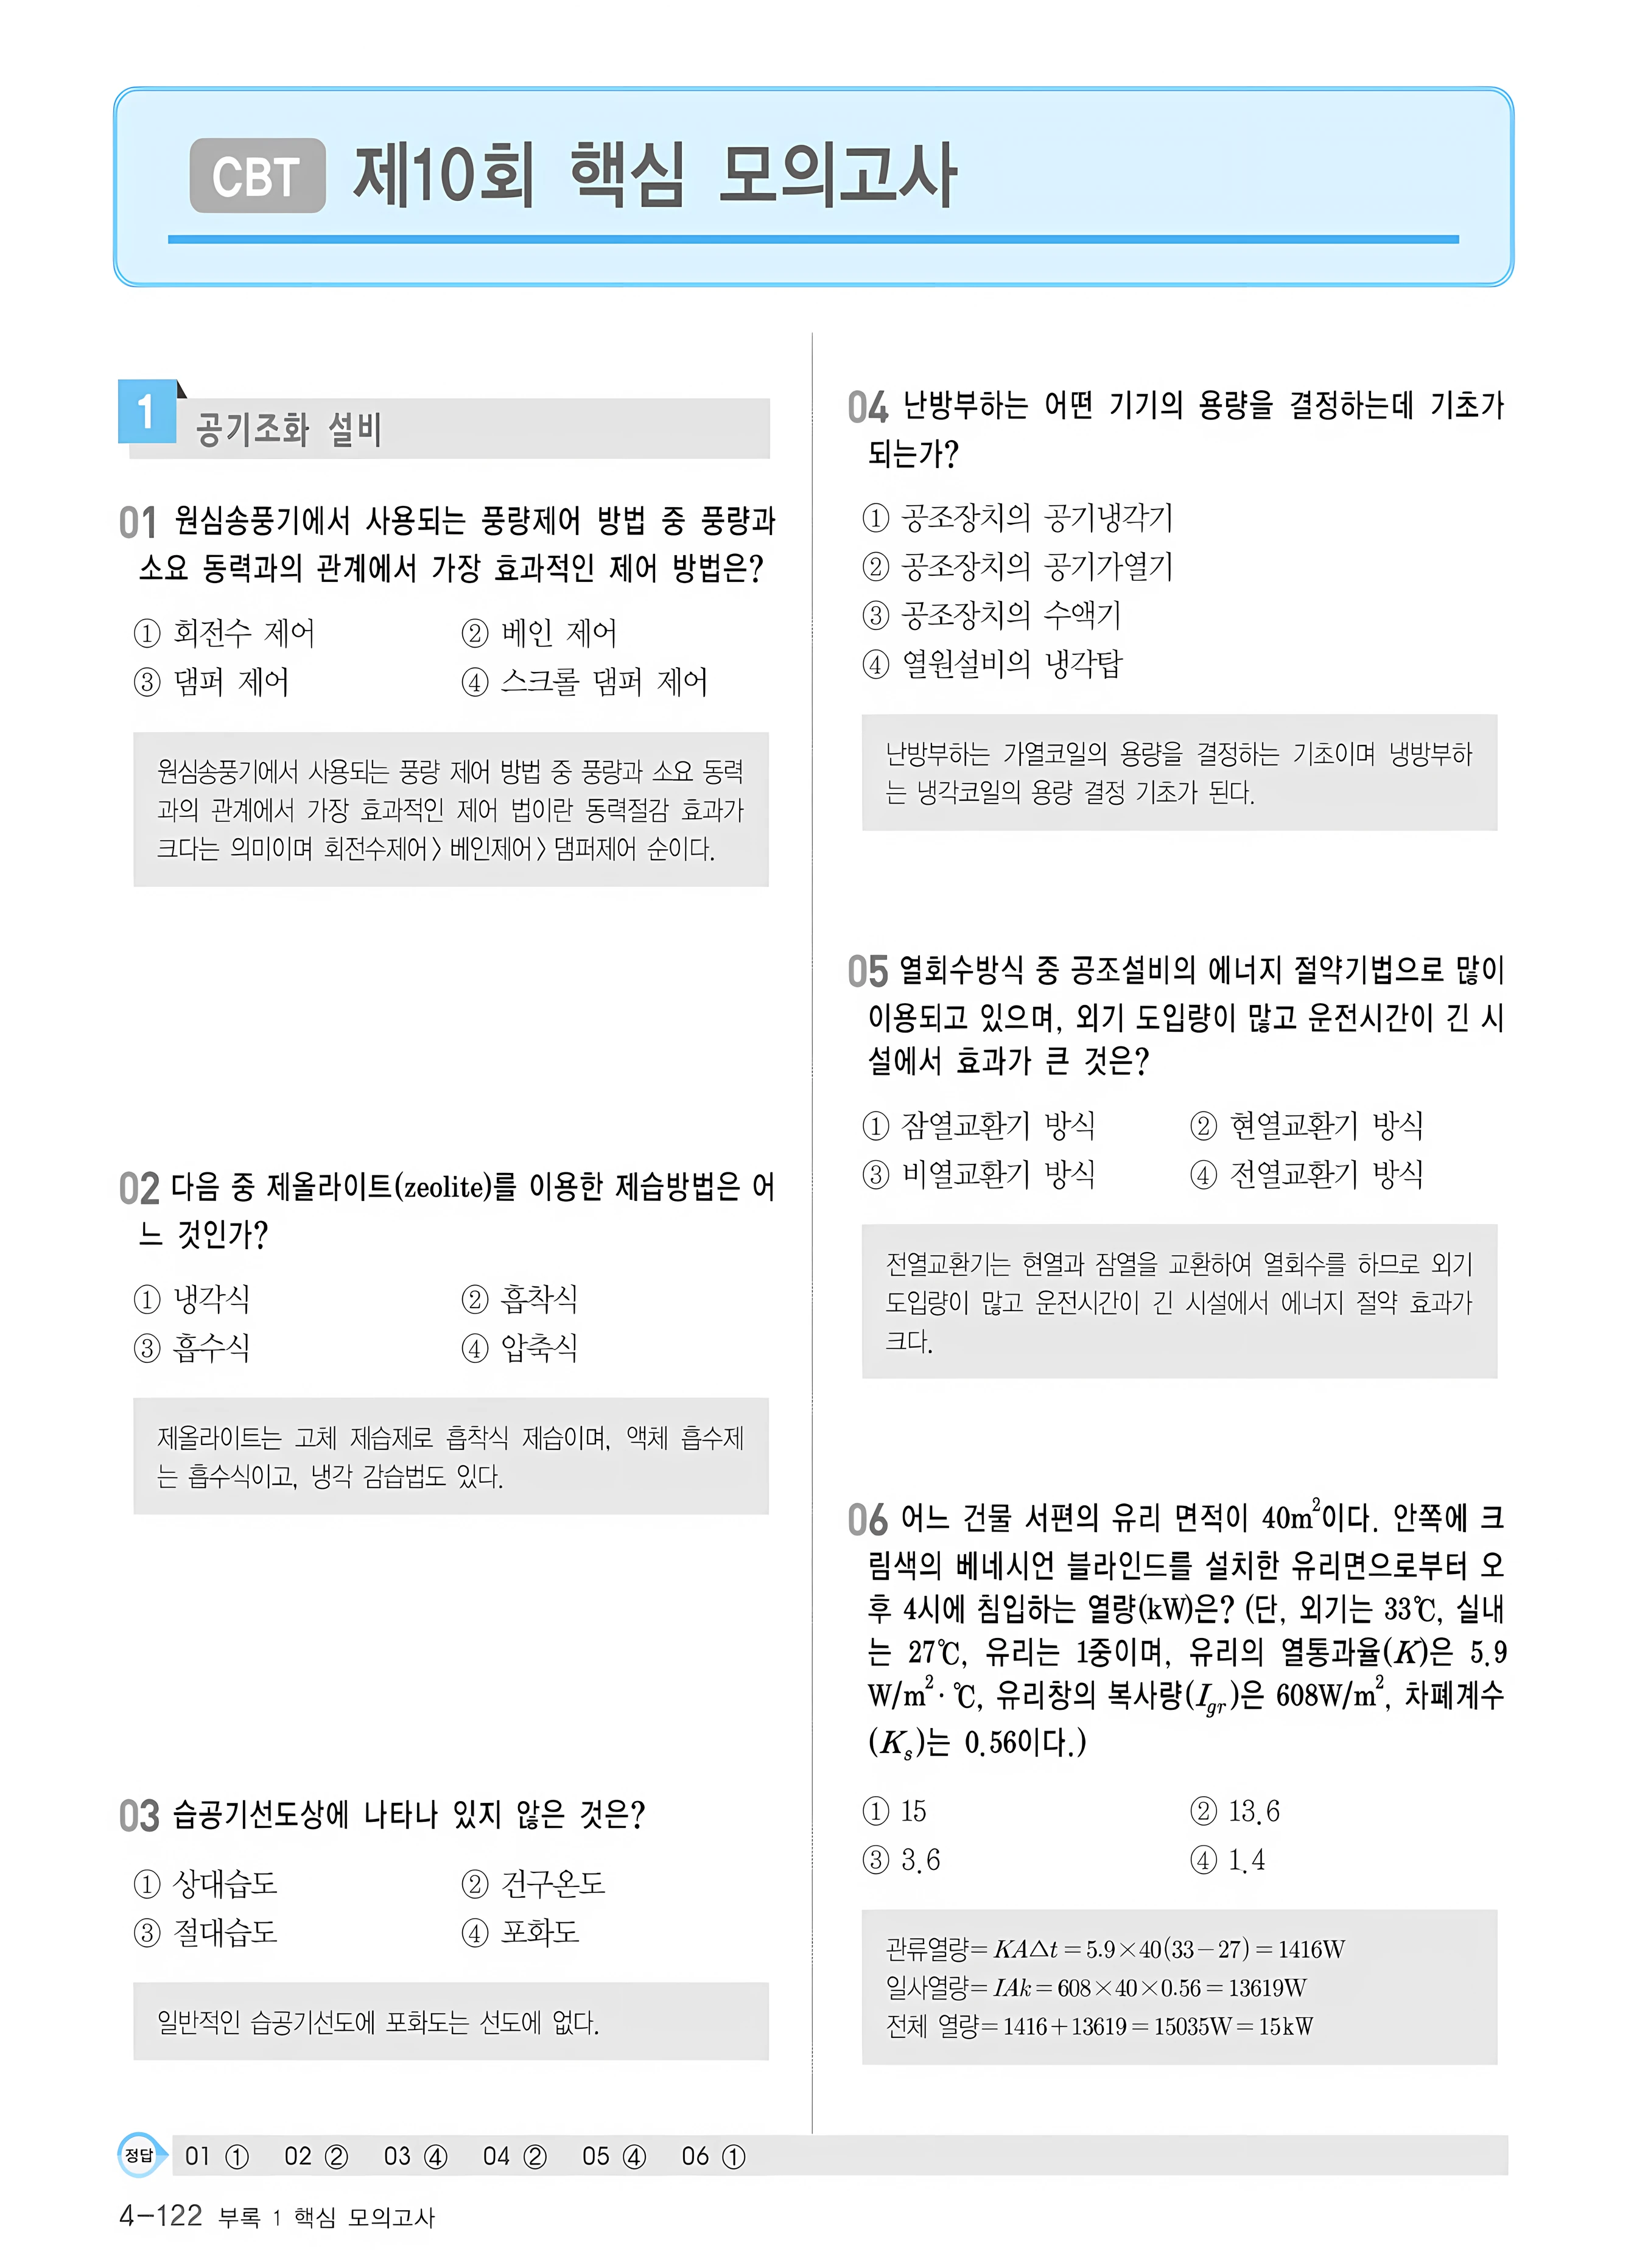 CBT 제10회 핵심 모의고사
1 공기조화 설비
01 원심송풍기에서 사용되는 풍량제어 방법 중 풍량과
소요 동력과의 관계에서 가장 효과적인 제어 방법은?
① 회전수 제어 ② 베인 제어
③ 댐퍼 제어 ④ 스크롤 댐퍼 제어
원심송풍기에서 사용되는 풍량 제어 방법 중 풍량과 소요 동력
과의 관계에서 가장 효과적인 제어 법이란 동력절감 효과가
크다는 의미이며 회전수제어 > 베인제어 > 댐퍼제어 순이다.
02 다음 중 제올라이트(zeolite)를 이용한 제습방법은 어
느 것인가?
① 냉각식 ② 흡착식
③ 흡수식 ④ 압축식
제올라이트는 고체 제습제로 흡착식 제습이며, 액체 흡수제
는 흡수식이고, 냉각 감습법도 있다.
03 습공기선도상에 나타나 있지 않은 것은?
① 상대습도 ② 건구온도
③ 절대습도 ④ 포화도
일반적인 습공기선도에 포화도는 선도에 없다.
04 난방부하는 어떤 기기의 용량을 결정하는데 기초가
되는가?
① 공조장치의 공기냉각기
② 공조장치의 공기가열기
③ 공조장치의 수액기
④ 열원설비의 냉각탑
난방부하는 가열코일의 용량을 결정하는 기초이며 냉방부하
는 냉각코일의 용량 결정 기초가 된다.
05 열회수방식 중 공조설비의 에너지 절약기법으로 많이
이용되고 있으며, 외기 도입량이 많고 운전시간이 긴 시
설에서 효과가 큰 것은?
① 잠열교환기 방식 ② 현열교환기 방식
③ 비열교환기 방식 ④ 전열교환기 방식
전열교환기는 현열과 잠열을 교환하여 열회수를 하므로 외기
도입량이 많고 운전시간이 긴 시설에서 에너지 절약 효과가
크다.
06 어느 건물 서편의 유리 면적이 40m²이다. 안쪽에 크
림색의 베네시언 블라인드를 설치한 유리면으로부터 오
후 4시에 침입하는 열량(kW)은? (단, 외기는 33℃, 실내
는 27℃, 유리는 1중이며, 유리의 열통과율(K)은 5.9
W/m²·℃, 유리창의 복사량(I_gr)은 608W/m², 차폐계수
(K_s)는 0.56이다.)
① 15 ② 13.6
③ 3.6 ④ 1.4
관류열량= KA△t = 5.9×40(33−27) = 1416W
일사열량= IAk = 608×40×0.56 = 13619W
전체 열량= 1416+13619 = 15035W = 15kW
정답 01 ① 02 ② 03 ④ 04 ② 05 ④ 06 ①
4-122 부록 1 핵심 모의고사